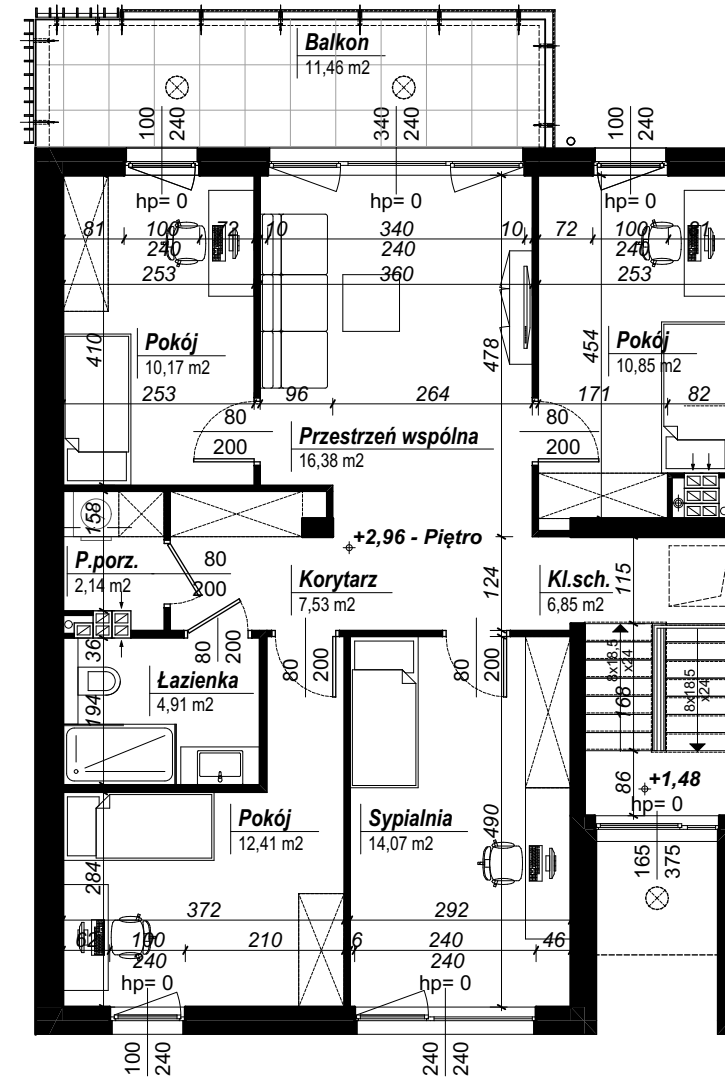 Balkon
11,46 m2
100
240
340
240
100
240
hp= 0
hp= 0
hp= 0
81
100
72
10
340
10
72
100
81
240
240
240
253
360
253
410
Pokój
10,17 m2
478
454
Pokój
10,85 m2
253
96
264
171
82
80
200
Przestrzeń wspólna
16,38 m2
80
200
158
+2,96 - Piętro
P.porz.
2,14 m2
80
200
Korytarz
7,53 m2
124
Kl.sch.
6,85 m2
115
36
80
200
80
200
80
200
8x18,5
x24
168
8x18,5
x24
Łazienka
4,91 m2
194
86
+1,48
hp= 0
Pokój
12,41 m2
Sypialnia
14,07 m2
490
165
375
284
372
292
62
100
210
6
240
46
240
240
hp= 0
hp= 0
100
240
240
240